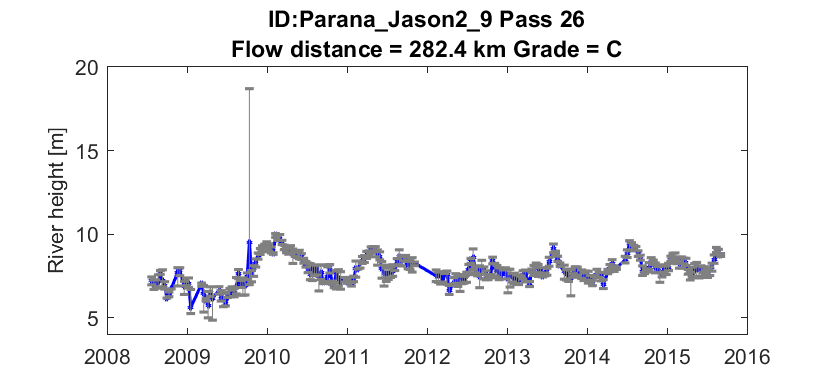 ID:Parana_Jason2_9 Pass 26
Flow distance = 282.4 km Grade = C
River height [m]
20
15
10
5
2008 2009 2010 2011 2012 2013 2014 2015 2016